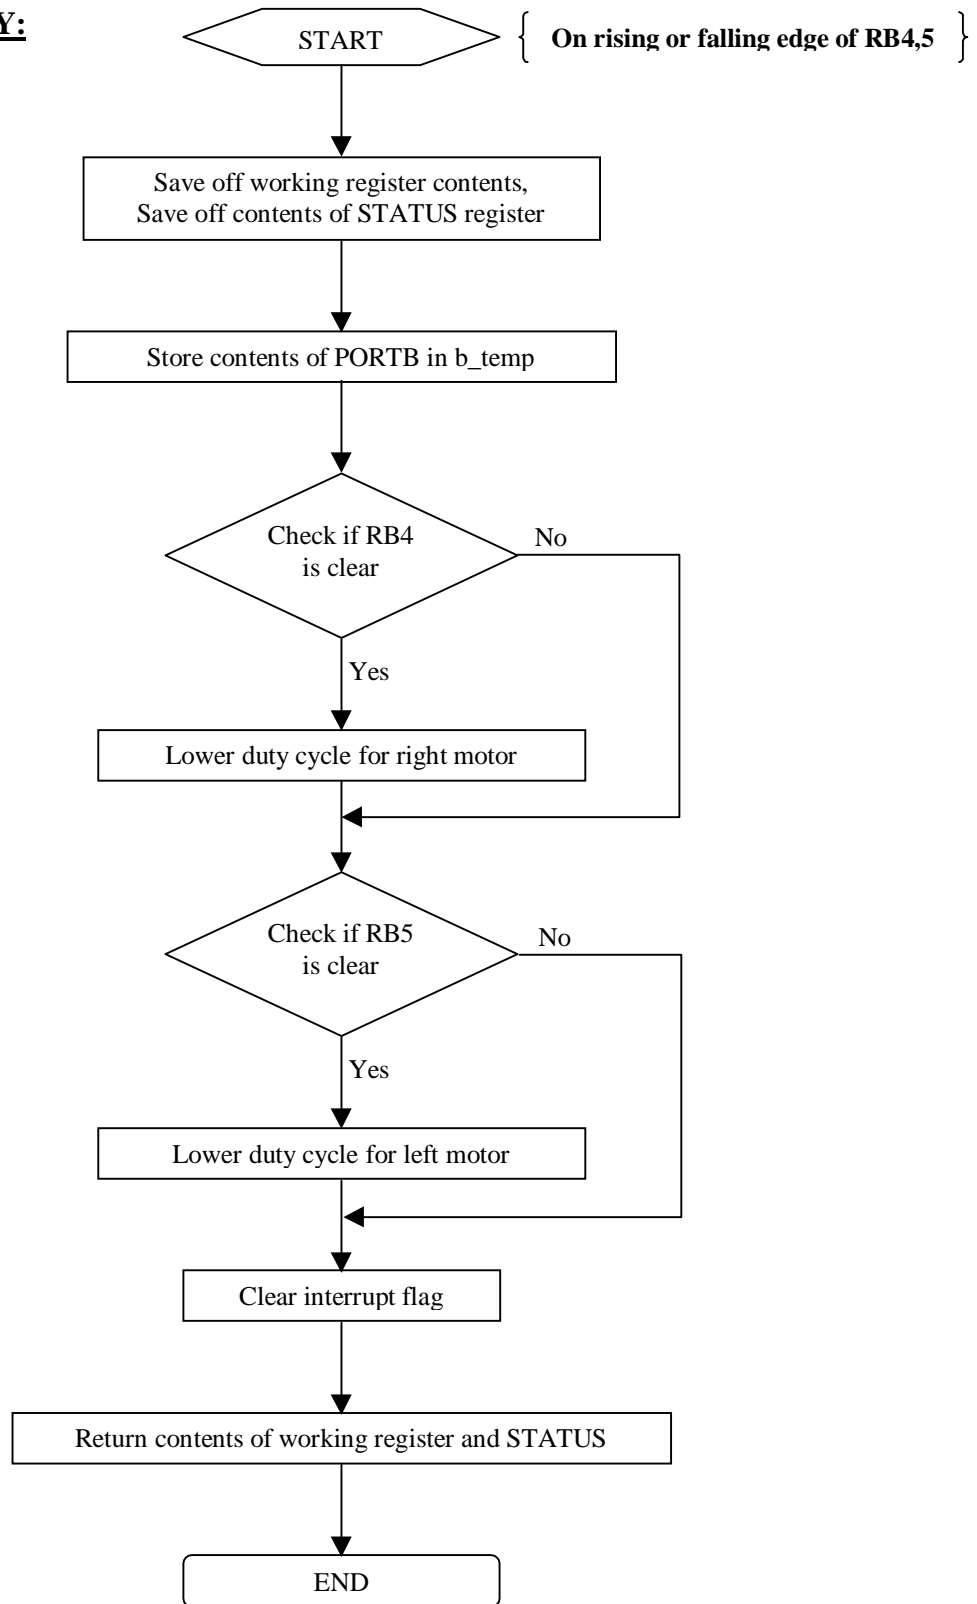 Y:
START
{ On rising or falling edge of RB4,5 }
Save off working register contents,
Save off contents of STATUS register
Store contents of PORTB in b_temp
Check if RB4
is clear
No
Yes
Lower duty cycle for right motor
Check if RB5
is clear
No
Yes
Lower duty cycle for left motor
Clear interrupt flag
Return contents of working register and STATUS
END